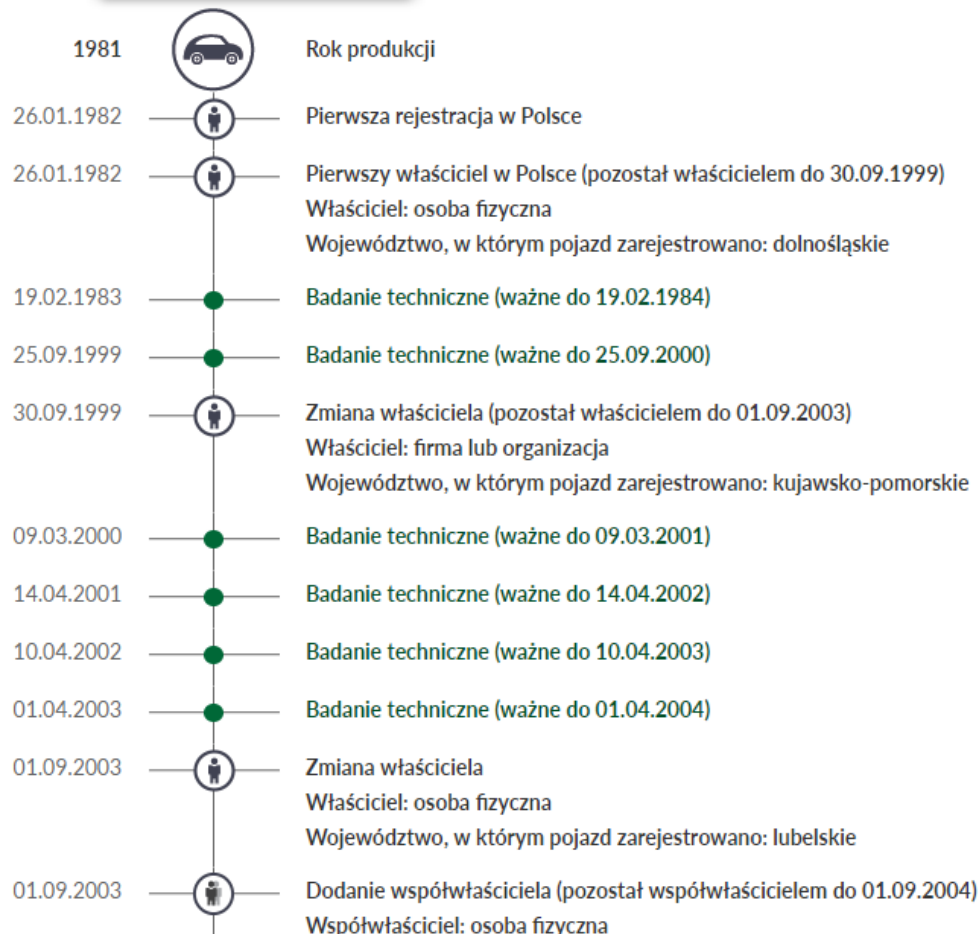 1981 Rok produkcji
26.01.1982 Pierwsza rejestracja w Polsce
26.01.1982 Pierwszy właściciel w Polsce (pozostał właścicielem do 30.09.1999)
Właściciel: osoba fizyczna
Województwo, w którym pojazd zarejestrowano: dolnośląskie
19.02.1983 Badanie techniczne (ważne do 19.02.1984)
25.09.1999 Badanie techniczne (ważne do 25.09.2000)
30.09.1999 Zmiana właściciela (pozostał właścicielem do 01.09.2003)
Właściciel: firma lub organizacja
Województwo, w którym pojazd zarejestrowano: kujawsko-pomorskie
09.03.2000 Badanie techniczne (ważne do 09.03.2001)
14.04.2001 Badanie techniczne (ważne do 14.04.2002)
10.04.2002 Badanie techniczne (ważne do 10.04.2003)
01.04.2003 Badanie techniczne (ważne do 01.04.2004)
01.09.2003 Zmiana właściciela
Właściciel: osoba fizyczna
Województwo, w którym pojazd zarejestrowano: lubelskie
01.09.2003 Dodanie współwłaściciela (pozostał współwłaścicielem do 01.09.2004)
Współwłaściciel: osoba fizyczna